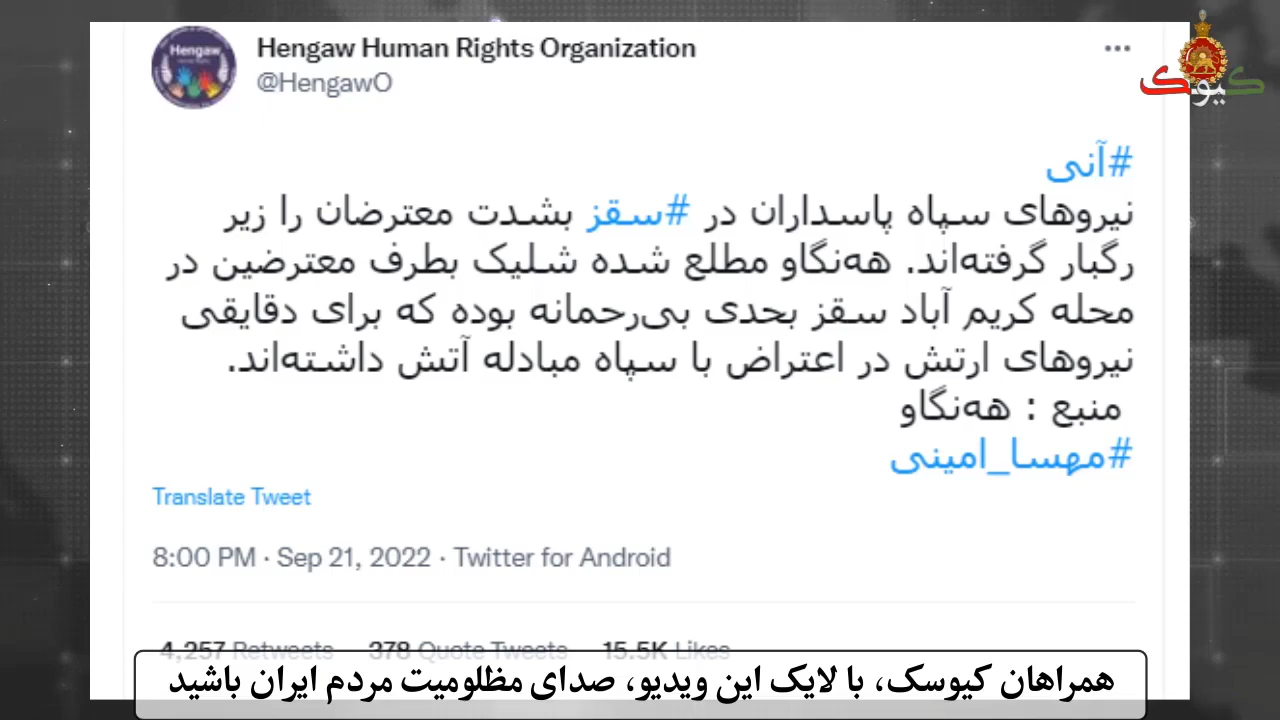 Hengaw
Hengaw Human Rights Organization
@HengawO
کیوسک
#آنی
نیروهای سپاه پاسداران در #سقز بشدت معترضان را زیر
رگبار گرفته‌اند. هه‌نگاو مطلع شده شلیک بطرف معترضین در
محله کریم آباد سقز بحدی بی‌رحمانه بوده که برای دقایقی
نیروهای ارتش در اعتراض با سپاه مبادله آتش داشته‌اند.
منبع : هه‌نگاو
#مهسا_امینی
Translate Tweet
8:00 PM · Sep 21, 2022 · Twitter for Android
4,257 Retweets 378 Quote Tweets 15.5K Likes
همراهان کیوسک، با لایک این ویدیو، صدای مظلومیت مردم ایران باشید